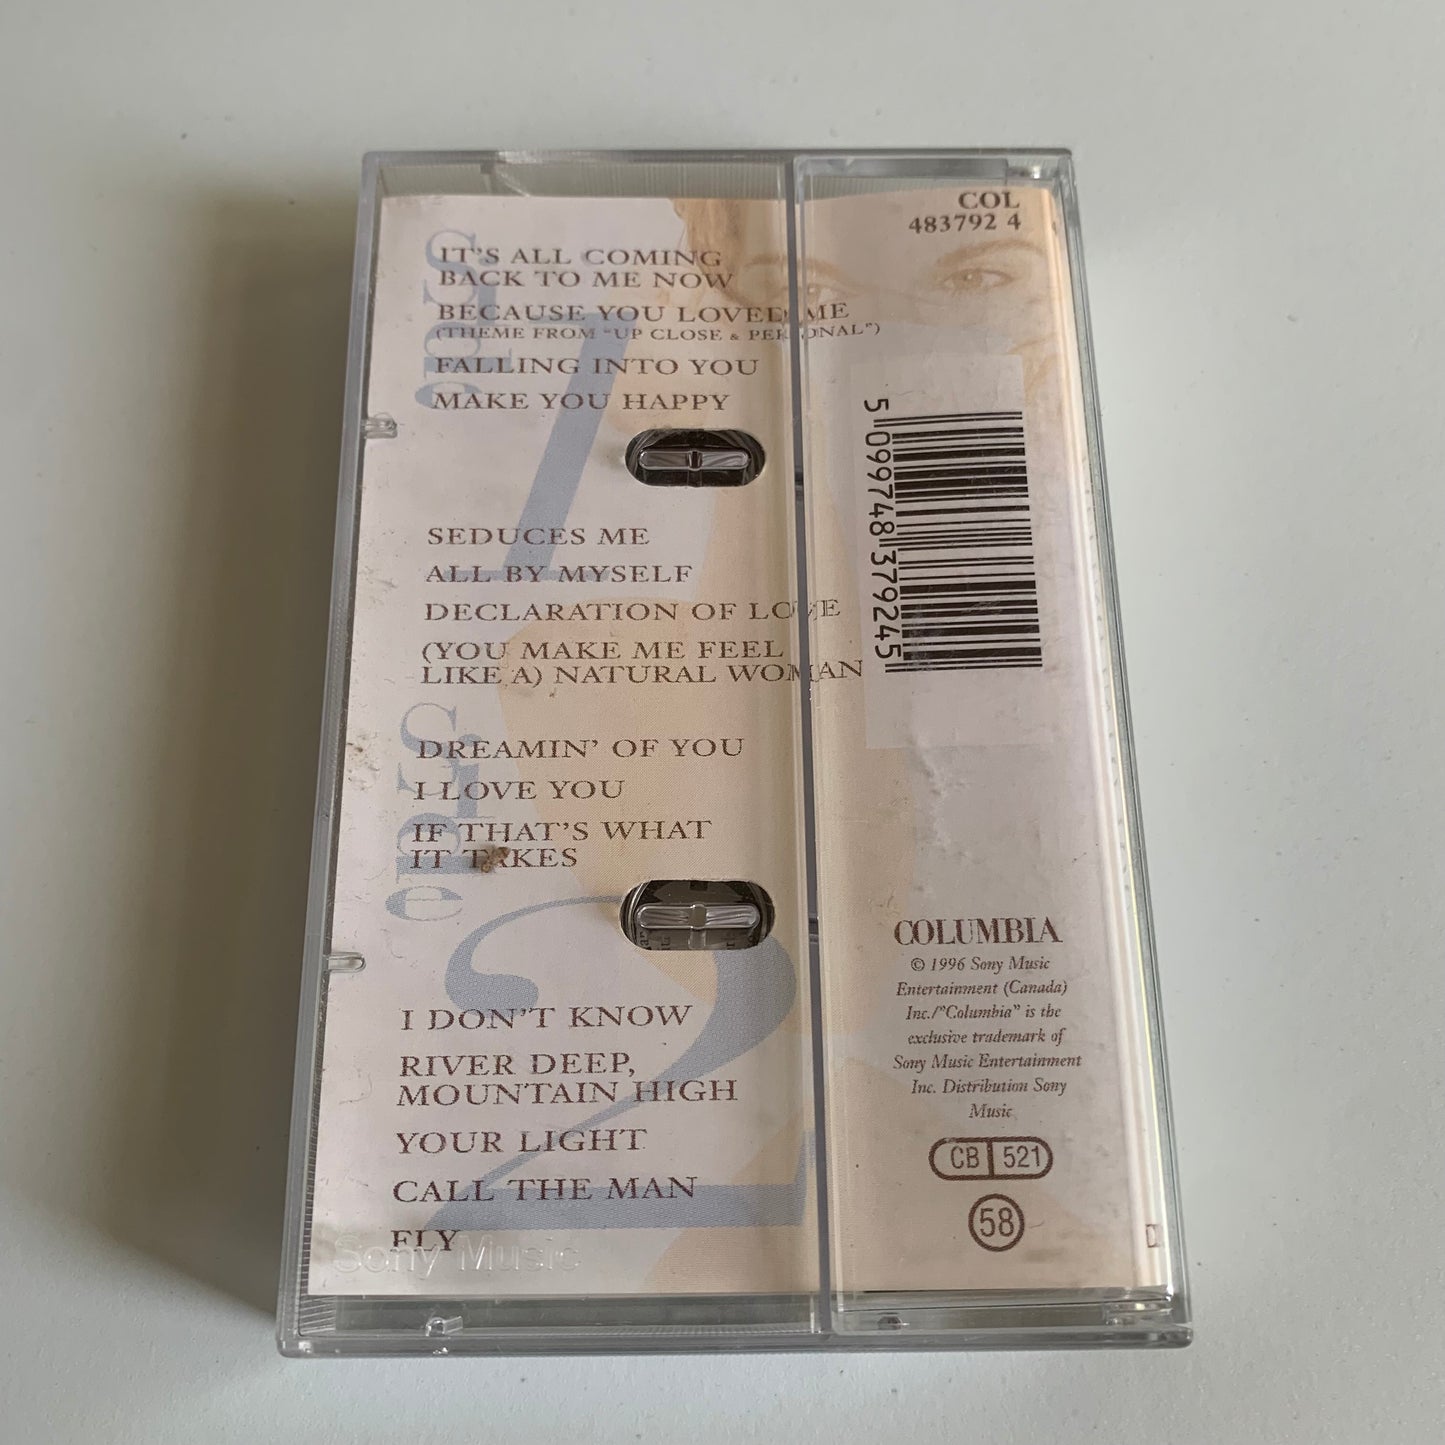 Side 1
IT'S ALL COMING
BACK TO ME NOW
BECAUSE YOU LOVED ME
(THEME FROM "UP CLOSE & PERSONAL")
FALLING INTO YOU
MAKE YOU HAPPY
SEDUCES ME
ALL BY MYSELF
DECLARATION OF LOVE
(YOU MAKE ME FEEL
LIKE A) NATURAL WOMAN
Side 2
DREAMIN' OF YOU
I LOVE YOU
IF THAT'S WHAT
IT TAKES
I DON'T KNOW
RIVER DEEP,
MOUNTAIN HIGH
YOUR LIGHT
CALL THE MAN
FLY
Sony Music
COL
483792 4
5 099748 379245
COLUMBIA
© 1996 Sony Music
Entertainment (Canada)
Inc./"Columbia" is the
exclusive trademark of
Sony Music Entertainment
Inc. Distribution Sony
Music
CB 521
58